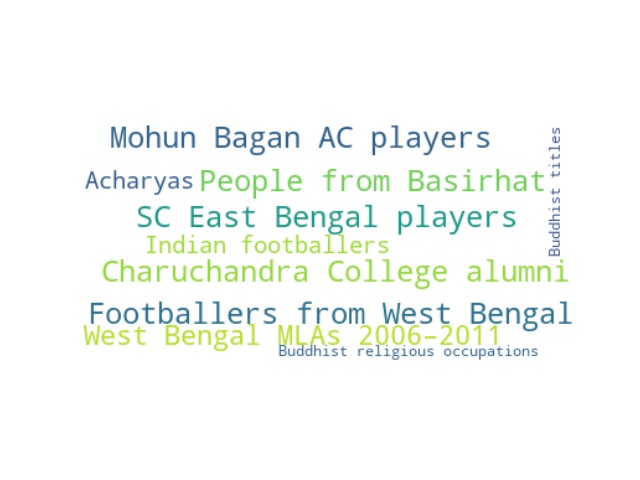 Mohun Bagan AC players
Buddhist titles
Acharyas
People from Basirhat
SC East Bengal players
Indian footballers
Charuchandra College alumni
Footballers from West Bengal
West Bengal MLAs 2006–2011
Buddhist religious occupations